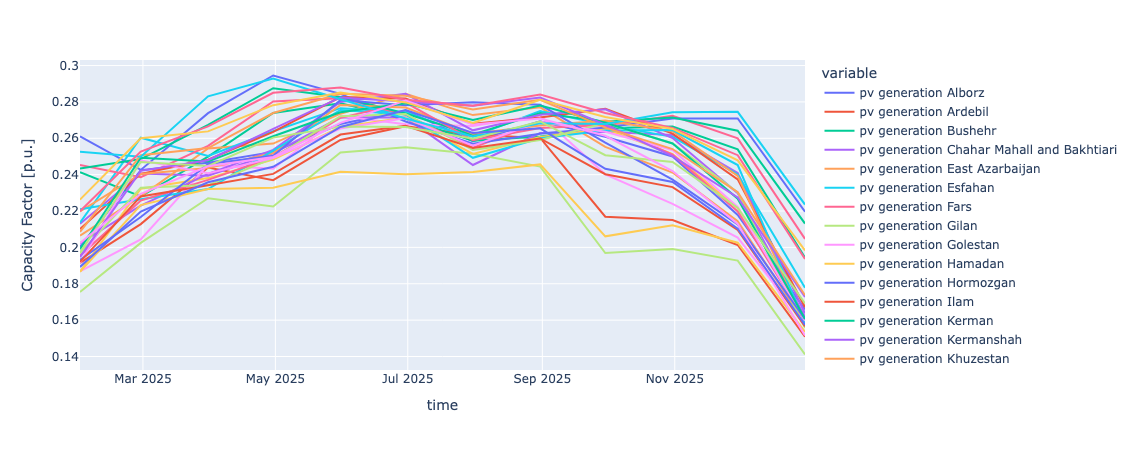 0.3
0.28
0.26
0.24
0.22
0.2
0.18
0.16
0.14
Capacity Factor [p.u.]
Mar 2025
May 2025
Jul 2025
Sep 2025
Nov 2025
time
variable
pv generation Alborz
pv generation Ardebil
pv generation Bushehr
pv generation Chahar Mahall and Bakhtiari
pv generation East Azarbaijan
pv generation Esfahan
pv generation Fars
pv generation Gilan
pv generation Golestan
pv generation Hamadan
pv generation Hormozgan
pv generation Ilam
pv generation Kerman
pv generation Kermanshah
pv generation Khuzestan